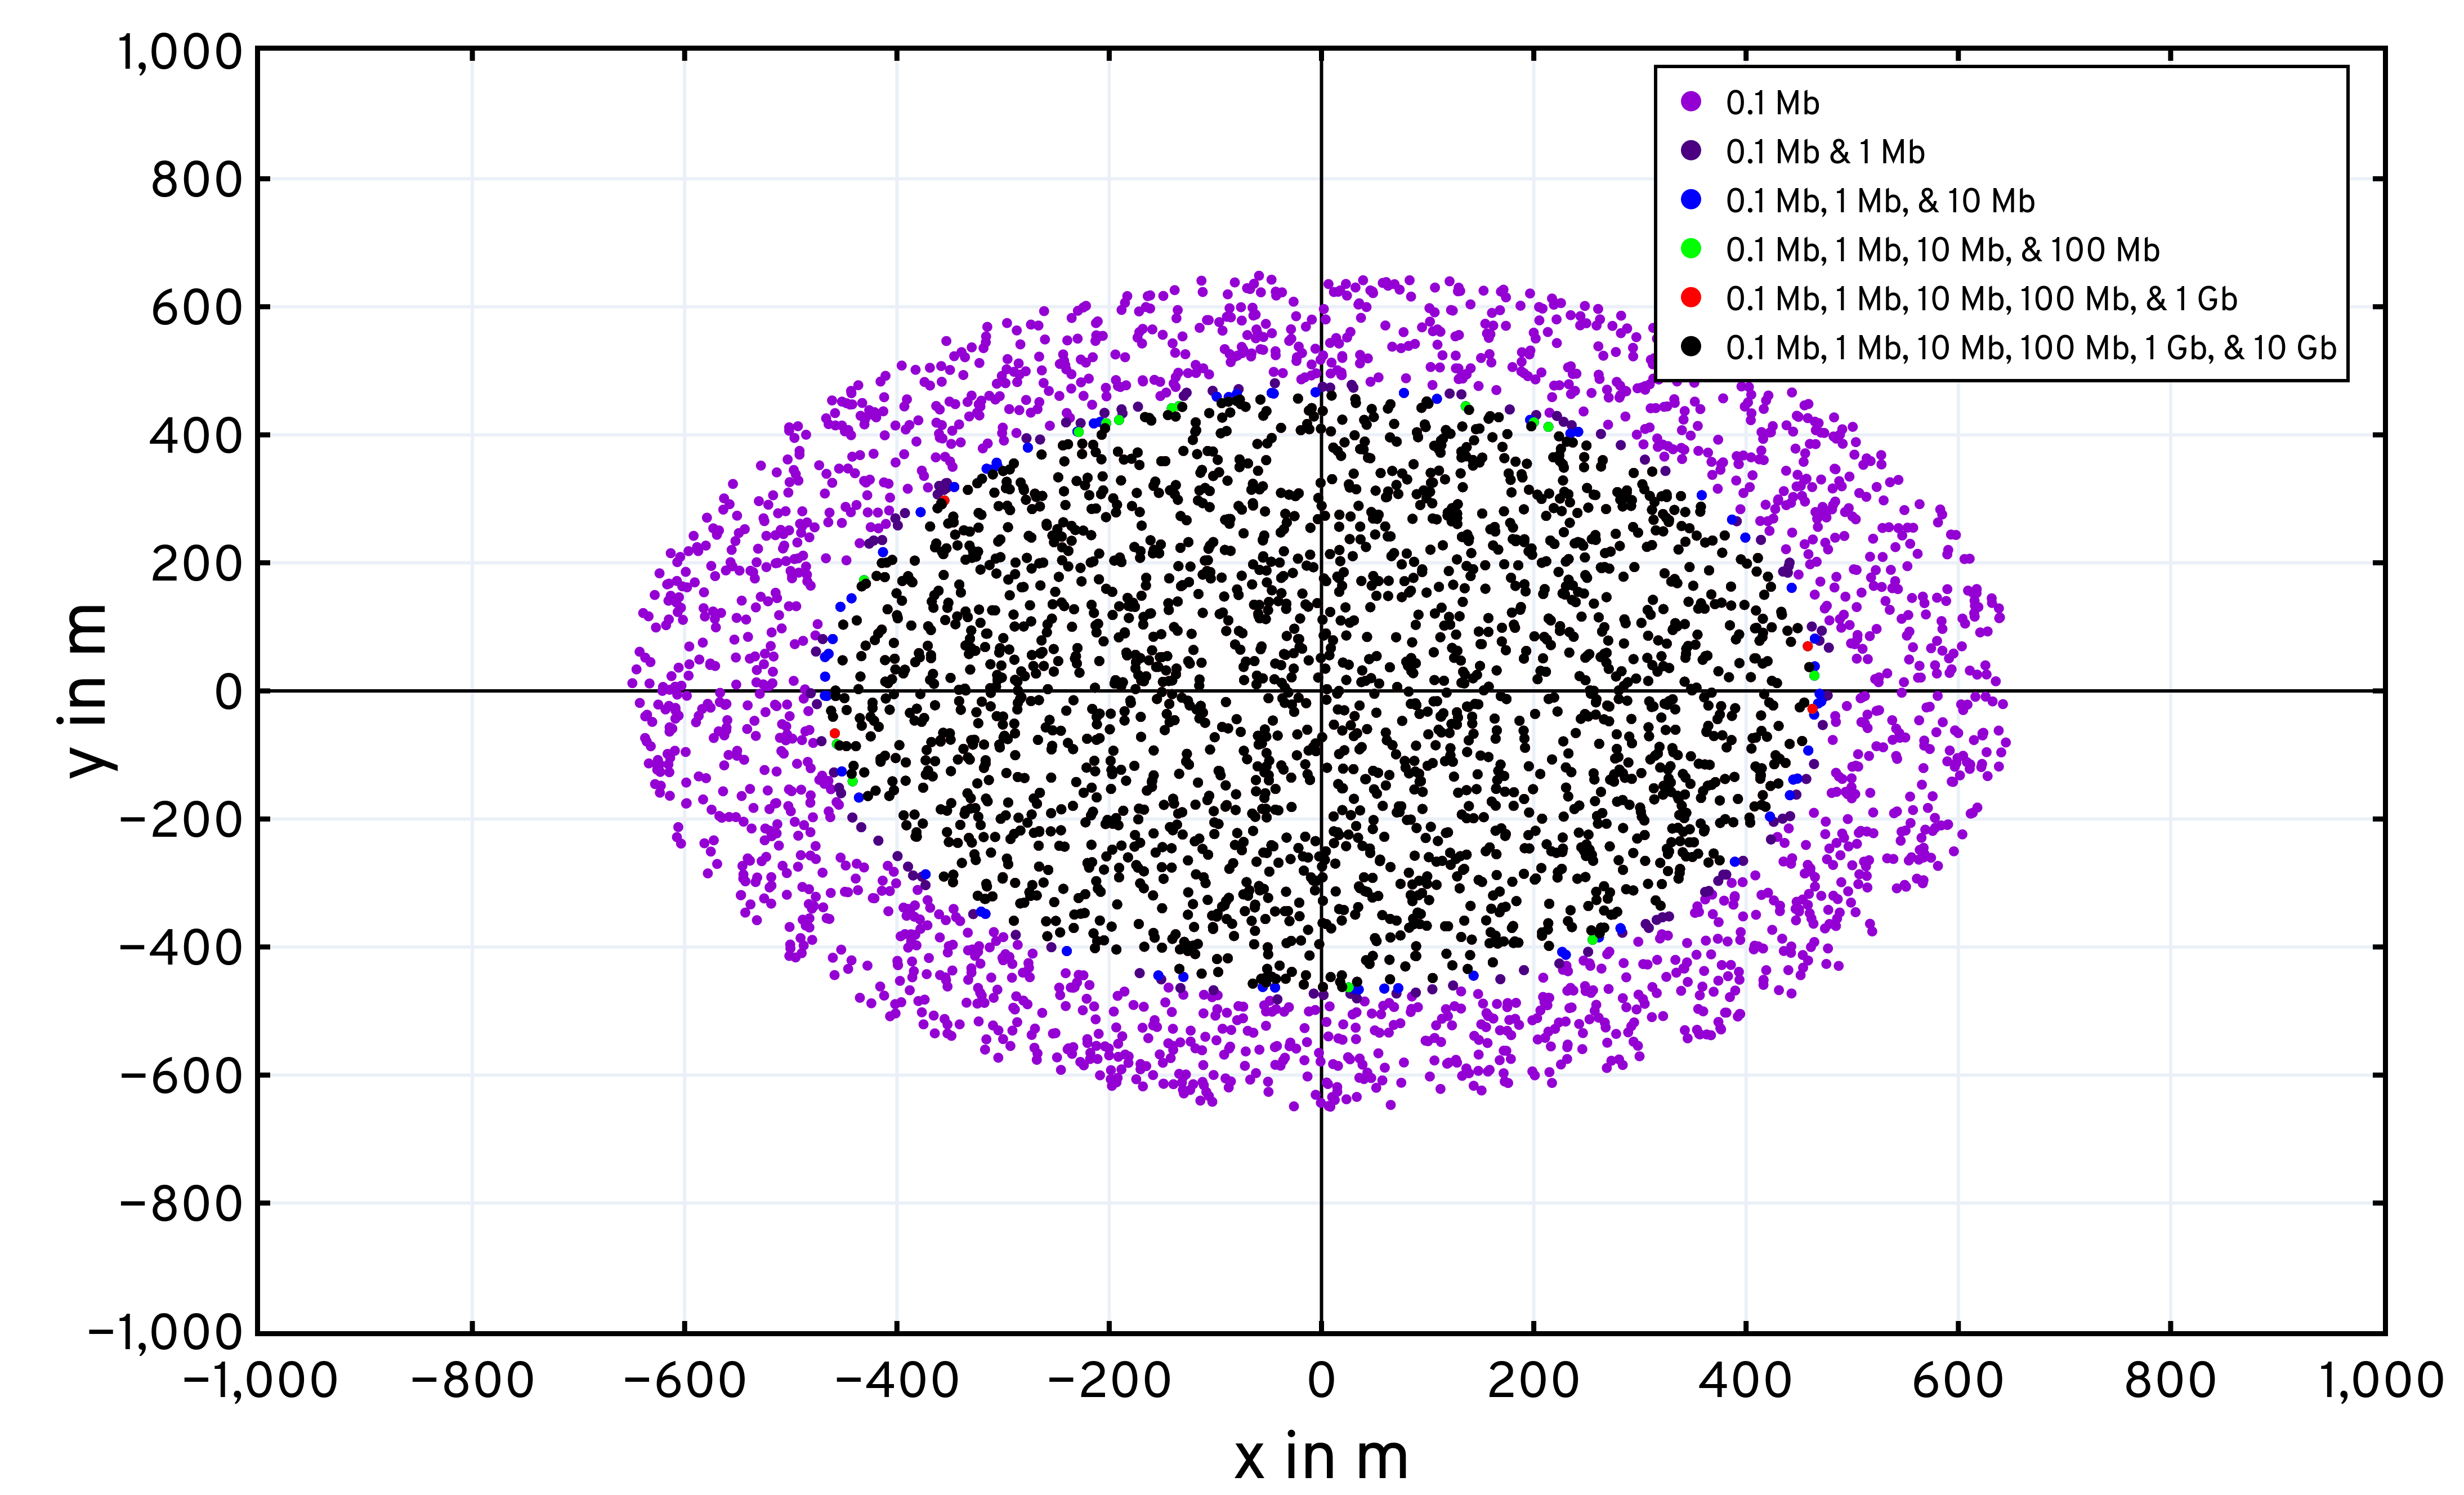 1,000
800
600
400
200
0
−200
−400
−600
−800
−1,000
y in m
0.1 Mb
0.1 Mb & 1 Mb
0.1 Mb, 1 Mb, & 10 Mb
0.1 Mb, 1 Mb, 10 Mb, & 100 Mb
0.1 Mb, 1 Mb, 10 Mb, 100 Mb, & 1 Gb
0.1 Mb, 1 Mb, 10 Mb, 100 Mb, 1 Gb, & 10 Gb
−1,000 −800 −600 −400 −200 0 200 400 600 800 1,000
x in m